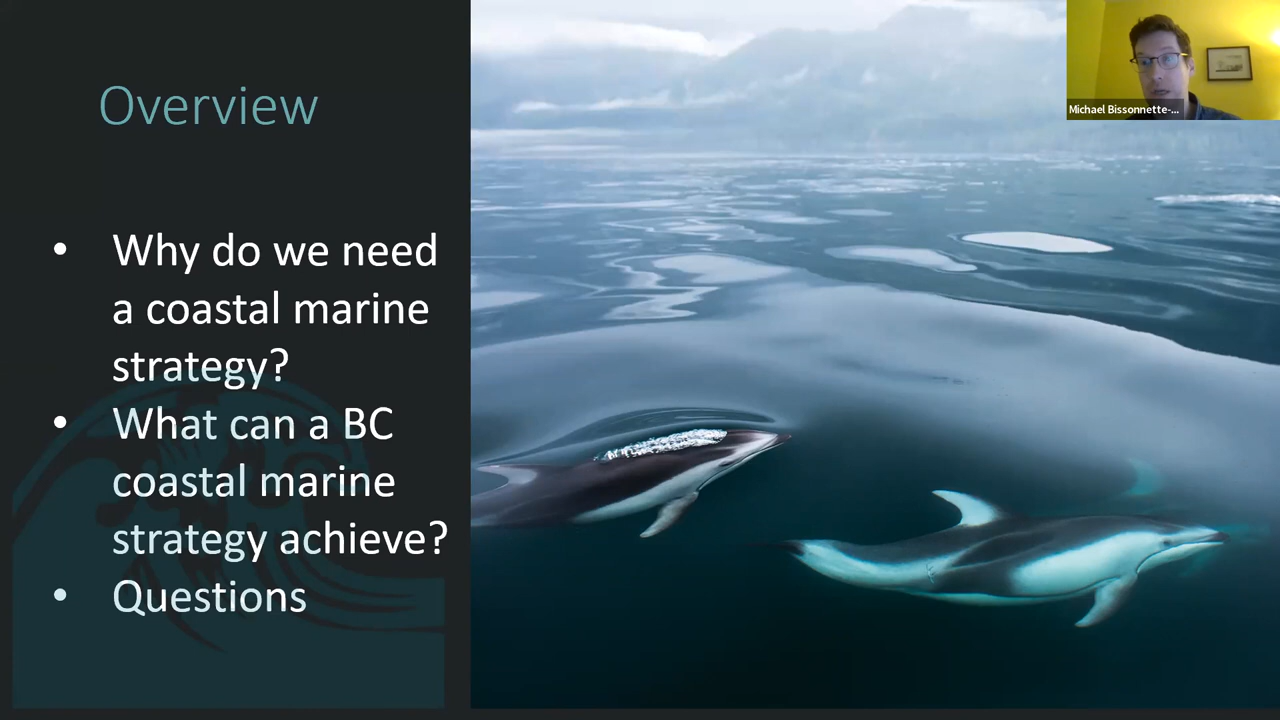 Overview
• Why do we need
a coastal marine
strategy?
• What can a BC
coastal marine
strategy achieve?
• Questions
Michael Bissonnette-...